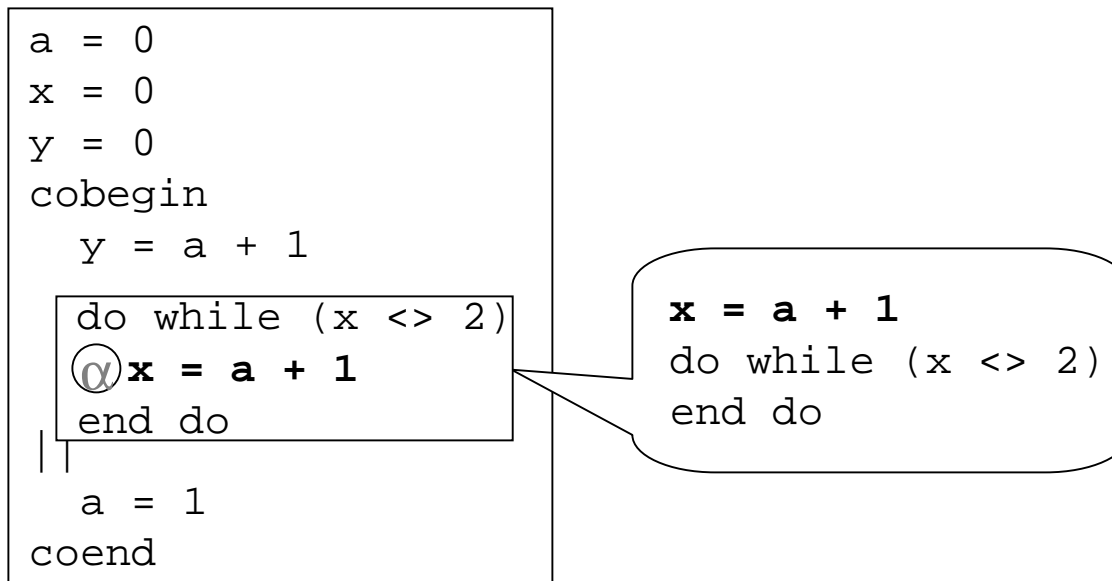 a = 0
x = 0
y = 0
cobegin
y = a + 1
do while (x <> 2)
α x = a + 1
end do
||
a = 1
coend
x = a + 1
do while (x <> 2)
end do